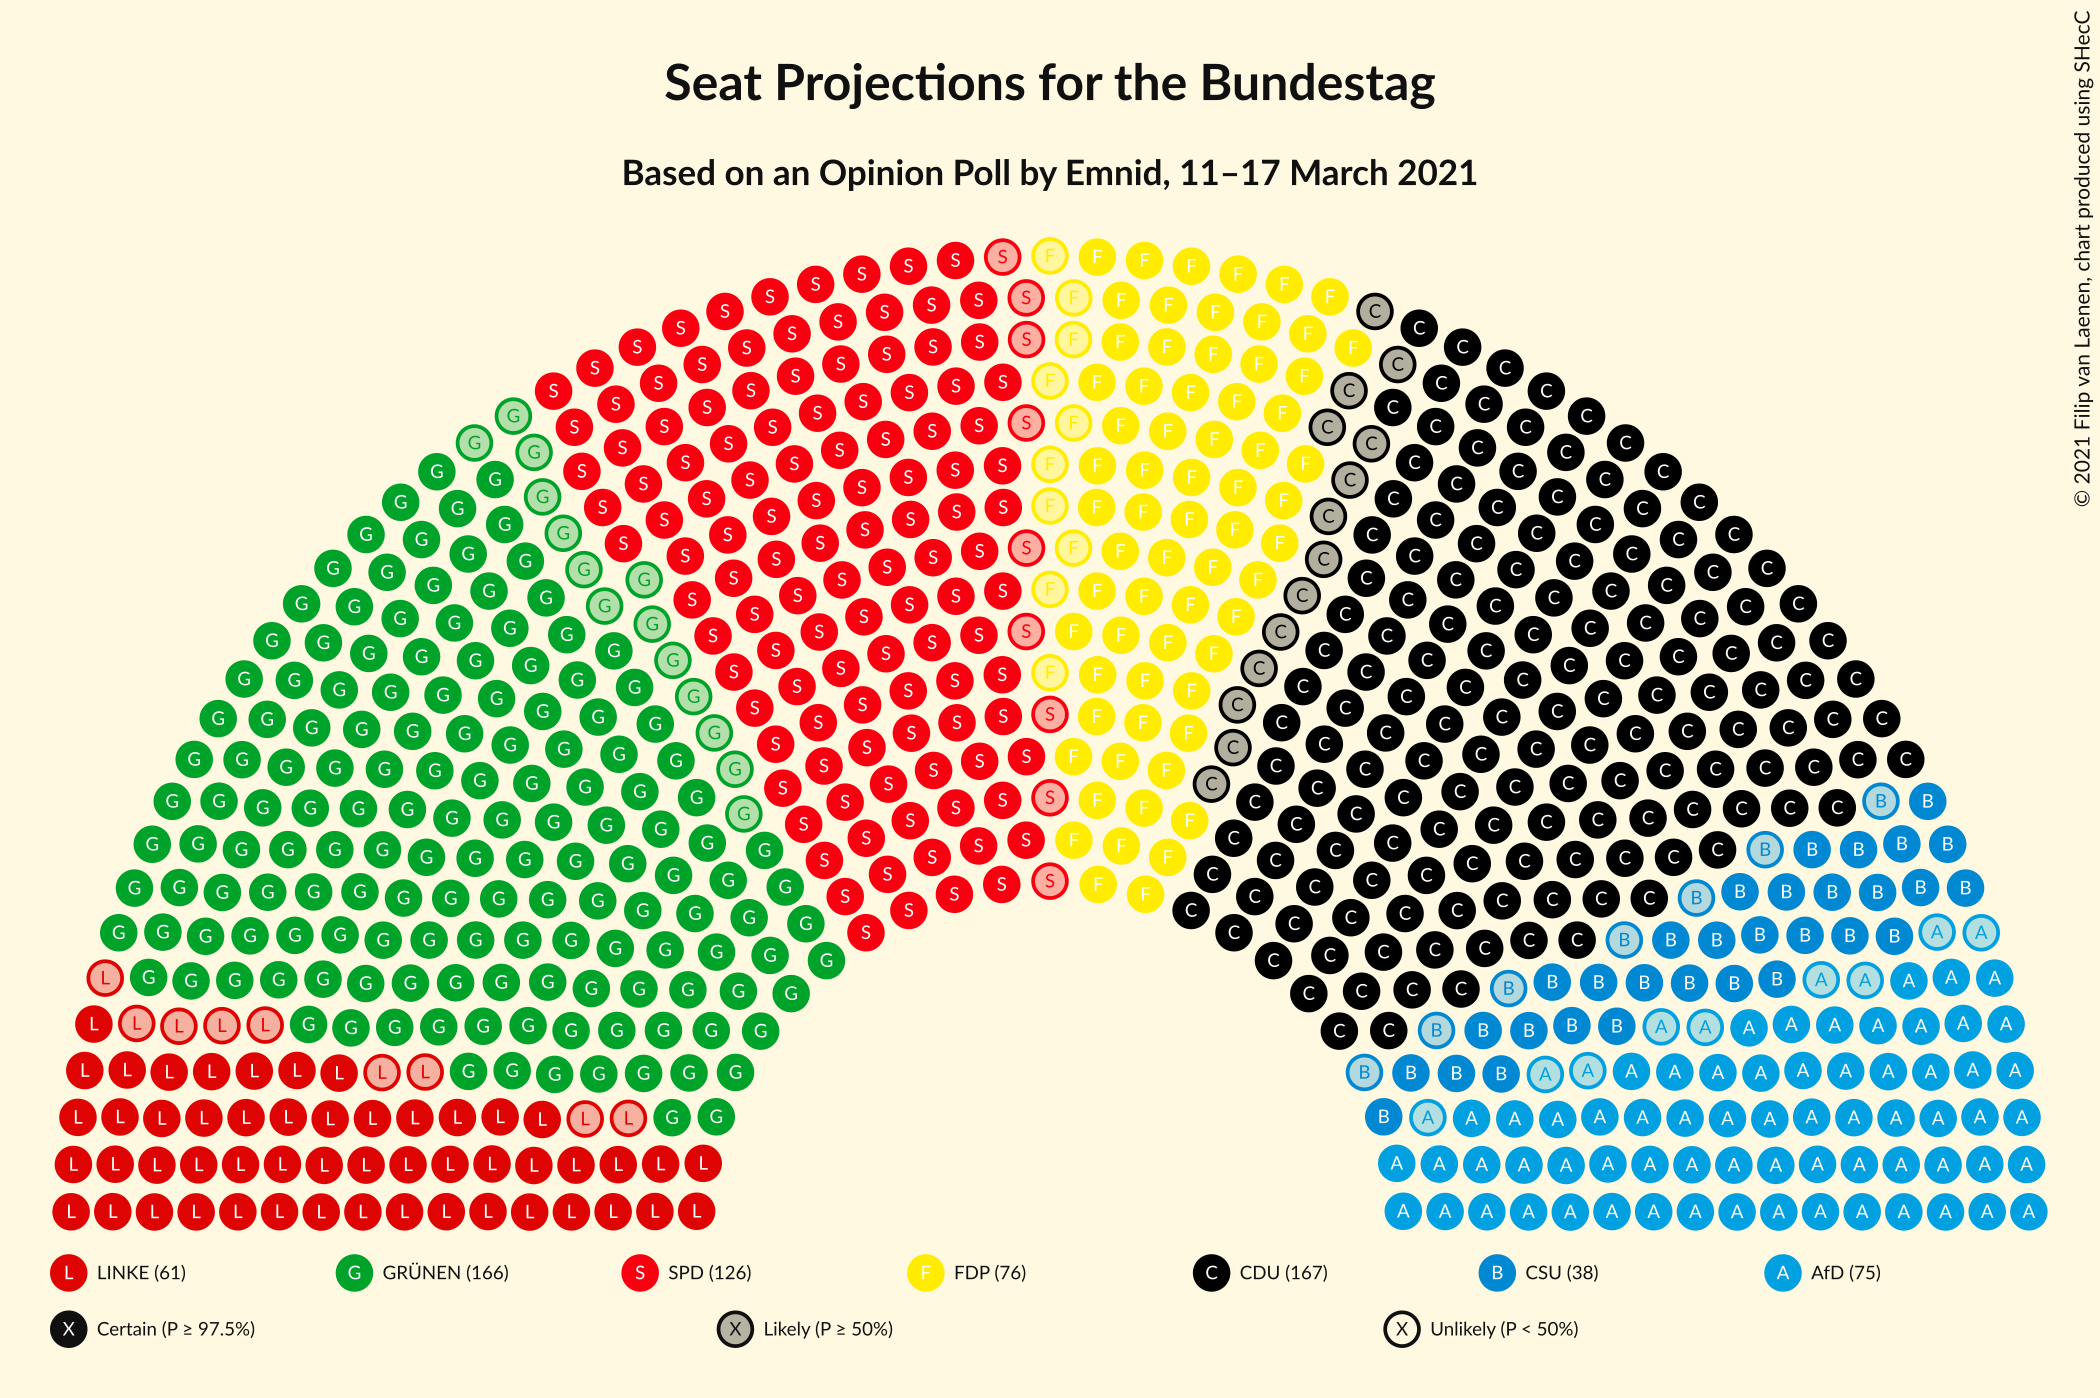 Seat Projections for the Bundestag
Based on an Opinion Poll by Emnid, 11–17 March 2021
© 2021 Filip van Laenen, chart produced using SHecC
L LINKE (61)
G GRÜNEN (166)
S SPD (126)
F FDP (76)
C CDU (167)
B CSU (38)
A AfD (75)
X Certain (P ≥ 97.5%)
X Likely (P ≥ 50%)
X Unlikely (P < 50%)